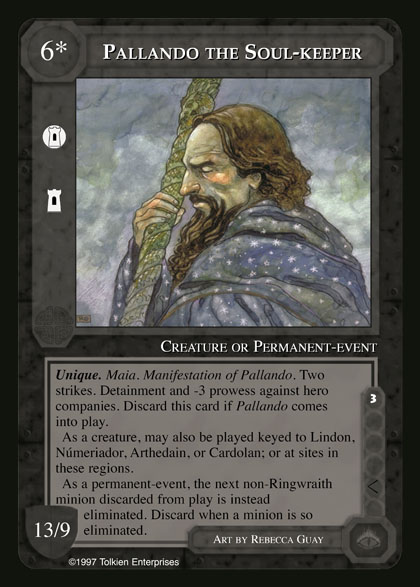 6*
PALLANDO THE SOUL-KEEPER
CREATURE OR PERMANENT-EVENT
Unique. Maia. Manifestation of Pallando. Two
strikes. Detainment and -3 prowess against hero
companies. Discard this card if Pallando comes
into play.
As a creature, may also be played keyed to Lindon,
Númeriador, Arthedain, or Cardolan; or at sites in
these regions.
As a permanent-event, the next non-Ringwraith
minion discarded from play is instead
eliminated. Discard when a minion is so
eliminated.
3
13/9
ART BY REBECCA GUAY
©1997 Tolkien Enterprises